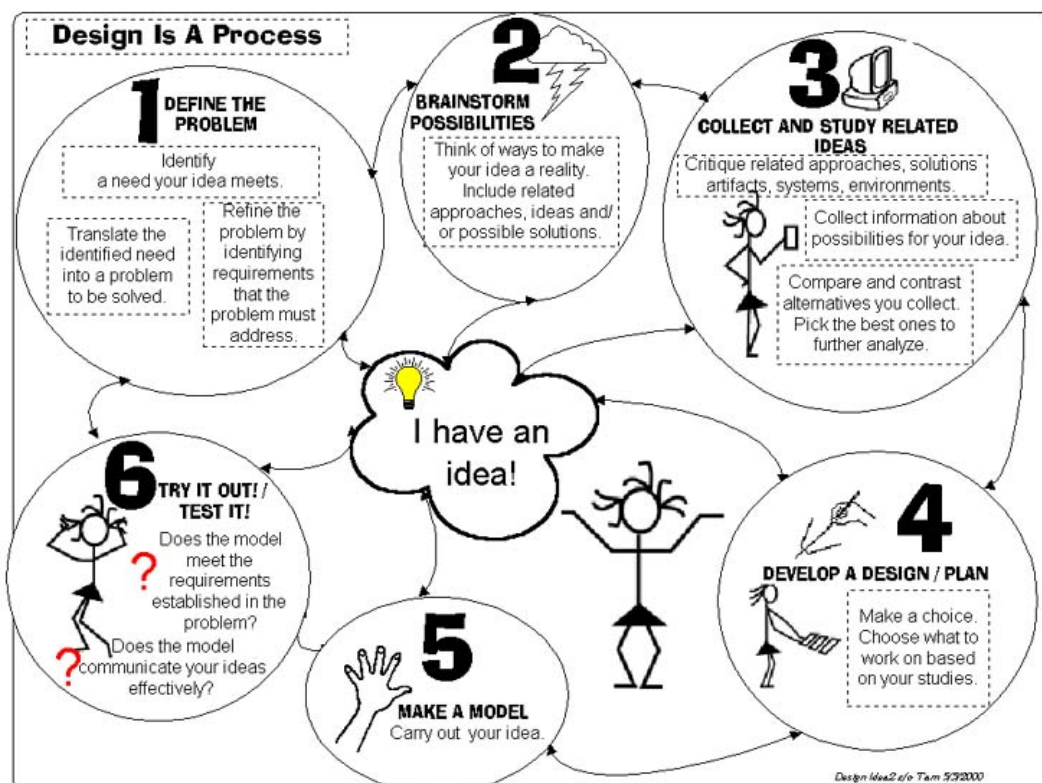 Design Is A Process
1
DEFINE THE
PROBLEM
Identify
a need your idea meets.
Translate the
identified need
into a problem
to be solved.
Refine the
problem by
identifying
requirements
that the
problem must
address.
2
BRAINSTORM
POSSIBILITIES
Think of ways to make
your idea a reality.
Include related
approaches, ideas and/
or possible solutions.
3
COLLECT AND STUDY RELATED
IDEAS
Critique related approaches, solutions
artifacts, systems, environments.
Collect information about
possibilities for your idea.
Compare and contrast
alternatives you collect.
Pick the best ones to
further analyze.
I have an
idea!
4
DEVELOP A DESIGN / PLAN
Make a choice.
Choose what to
work on based
on your studies.
5
MAKE A MODEL
Carry out your idea.
6
TRY IT OUT! /
TEST IT!
?
Does the model
meet the
requirements
established in the
problem?
?
Does the model
communicate your ideas
effectively?
Design Idea2 c/o Tam